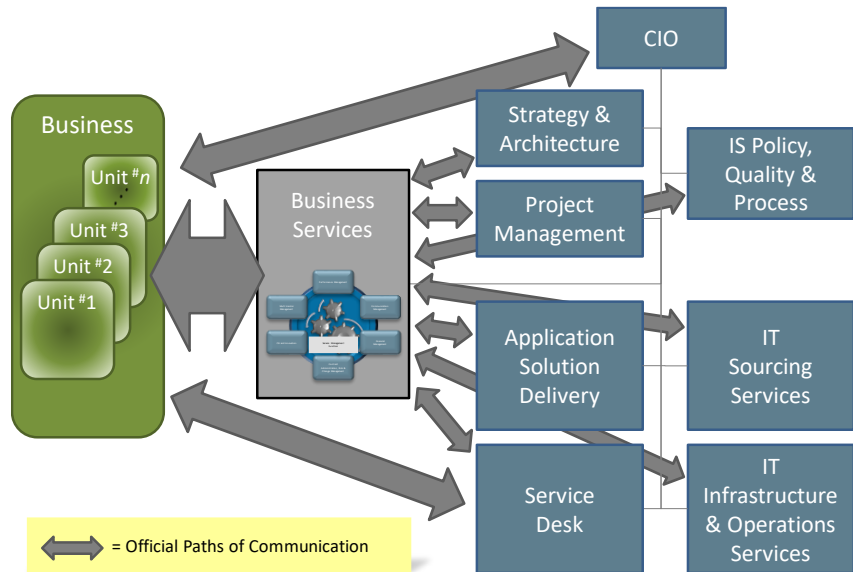 CIO
Business
Unit #n
Unit #3
Unit #2
Unit #1
Business
Services
Strategy &
Architecture
Project
Management
IS Policy,
Quality &
Process
Application
Solution
Delivery
IT
Sourcing
Services
Service
Desk
IT
Infrastructure
& Operations
Services
= Official Paths of Communication